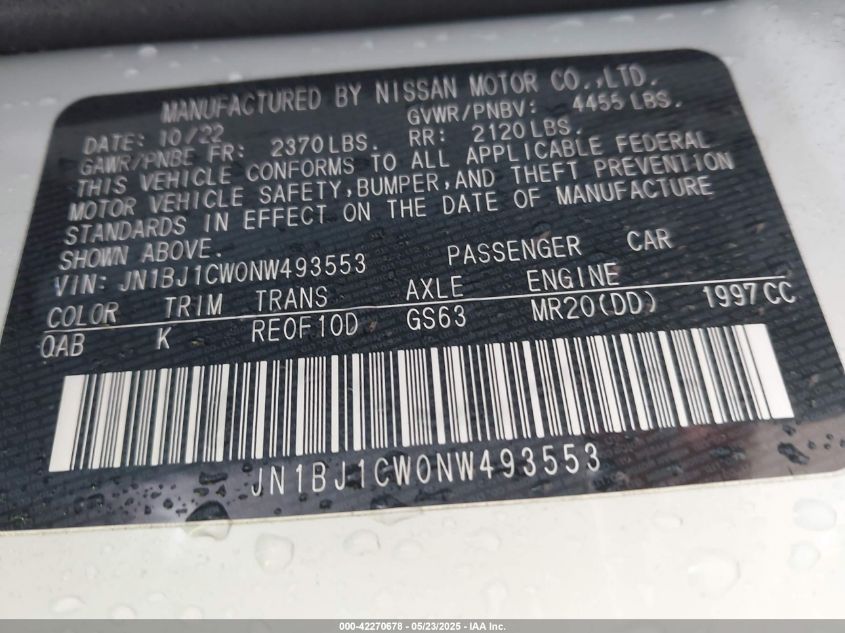 MANUFACTURED BY NISSAN MOTOR CO.,LTD.
DATE: 10/22 GVWR/PNBV: 4455 LBS.
GAWR/PNBE FR: 2370 LBS. RR: 2120 LBS.
THIS VEHICLE CONFORMS TO ALL APPLICABLE FEDERAL
MOTOR VEHICLE SAFETY, BUMPER, AND THEFT PREVENTION
STANDARDS IN EFFECT ON THE DATE OF MANUFACTURE
SHOWN ABOVE.
VIN: JN1BJ1CW0NW493553 PASSENGER CAR
COLOR TRIM TRANS AXLE ENGINE
QAB K RE0F10D GS63 MR20(DD) 1997 CC
JN1BJ1CW0NW493553
000-42270678 - 05/23/2025 - IAA Inc.